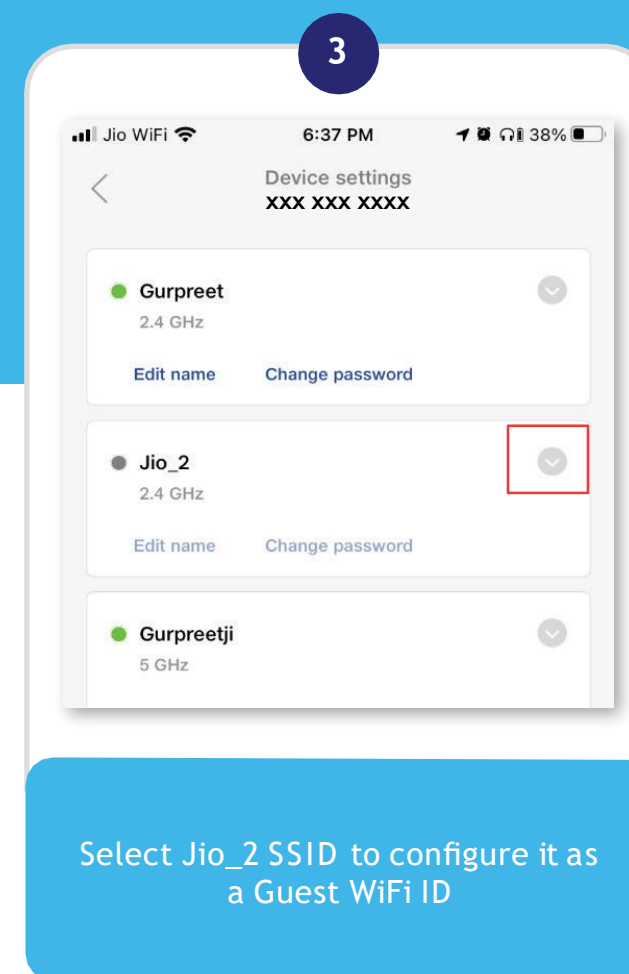 3
Jio WiFi 6:37 PM 38%
Device settings
xxx xxx xxxx
Gurpreet
2.4 GHz
Edit name Change password
Jio_2
2.4 GHz
Edit name Change password
Gurpreetji
5 GHz
Select Jio_2 SSID to configure it as
a Guest WiFi ID